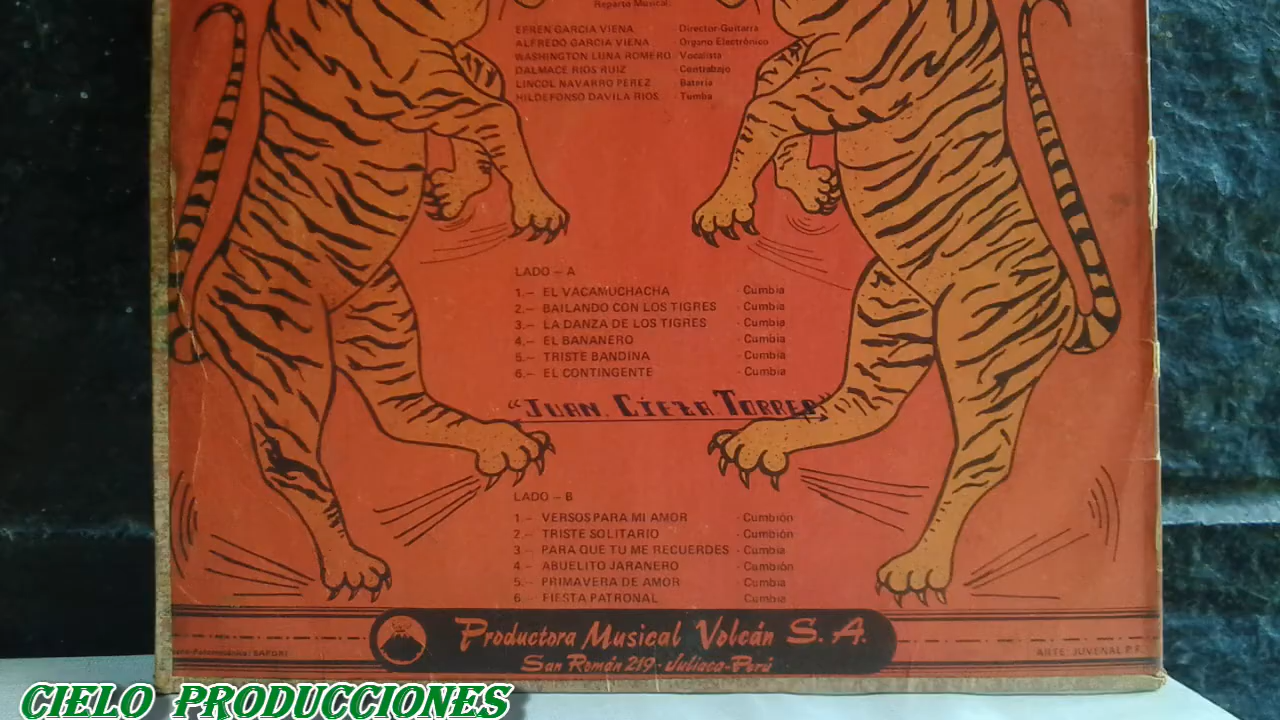 Reparto Musical:
EFREN GARCIA VIENA - Director-Guitarra
ALFREDO GARCIA VIENA - Organo Electrónico
WASHINGTON LUNA ROMERO - Vocalista
DALMACE RIOS RUIZ - Contrabajo
LINCOL NAVARRO PEREZ - Batería
HILDEFONSO DAVILA RIOS - Tumba
LADO - A
1.- EL VACAMUCHACHA - Cumbia
2.- BAILANDO CON LOS TIGRES - Cumbia
3.- LA DANZA DE LOS TIGRES - Cumbia
4.- EL BANANERO - Cumbia
5.- TRISTE BANDINA - Cumbia
6.- EL CONTINGENTE - Cumbia
"JUAN. CIEZA TORRES"
LADO - B
1.- VERSOS PARA MI AMOR - Cumbión
2.- TRISTE SOLITARIO - Cumbión
3.- PARA QUE TU ME RECUERDES - Cumbia
4.- ABUELITO JARANERO - Cumbión
5.- PRIMAVERA DE AMOR - Cumbia
6.- FIESTA PATRONAL - Cumbia
Productora Musical Volcán S. A.
San Román 219 - Juliaca - Perú
ARTE: JUVENAL P.F.
CIELO PRODUCCIONES